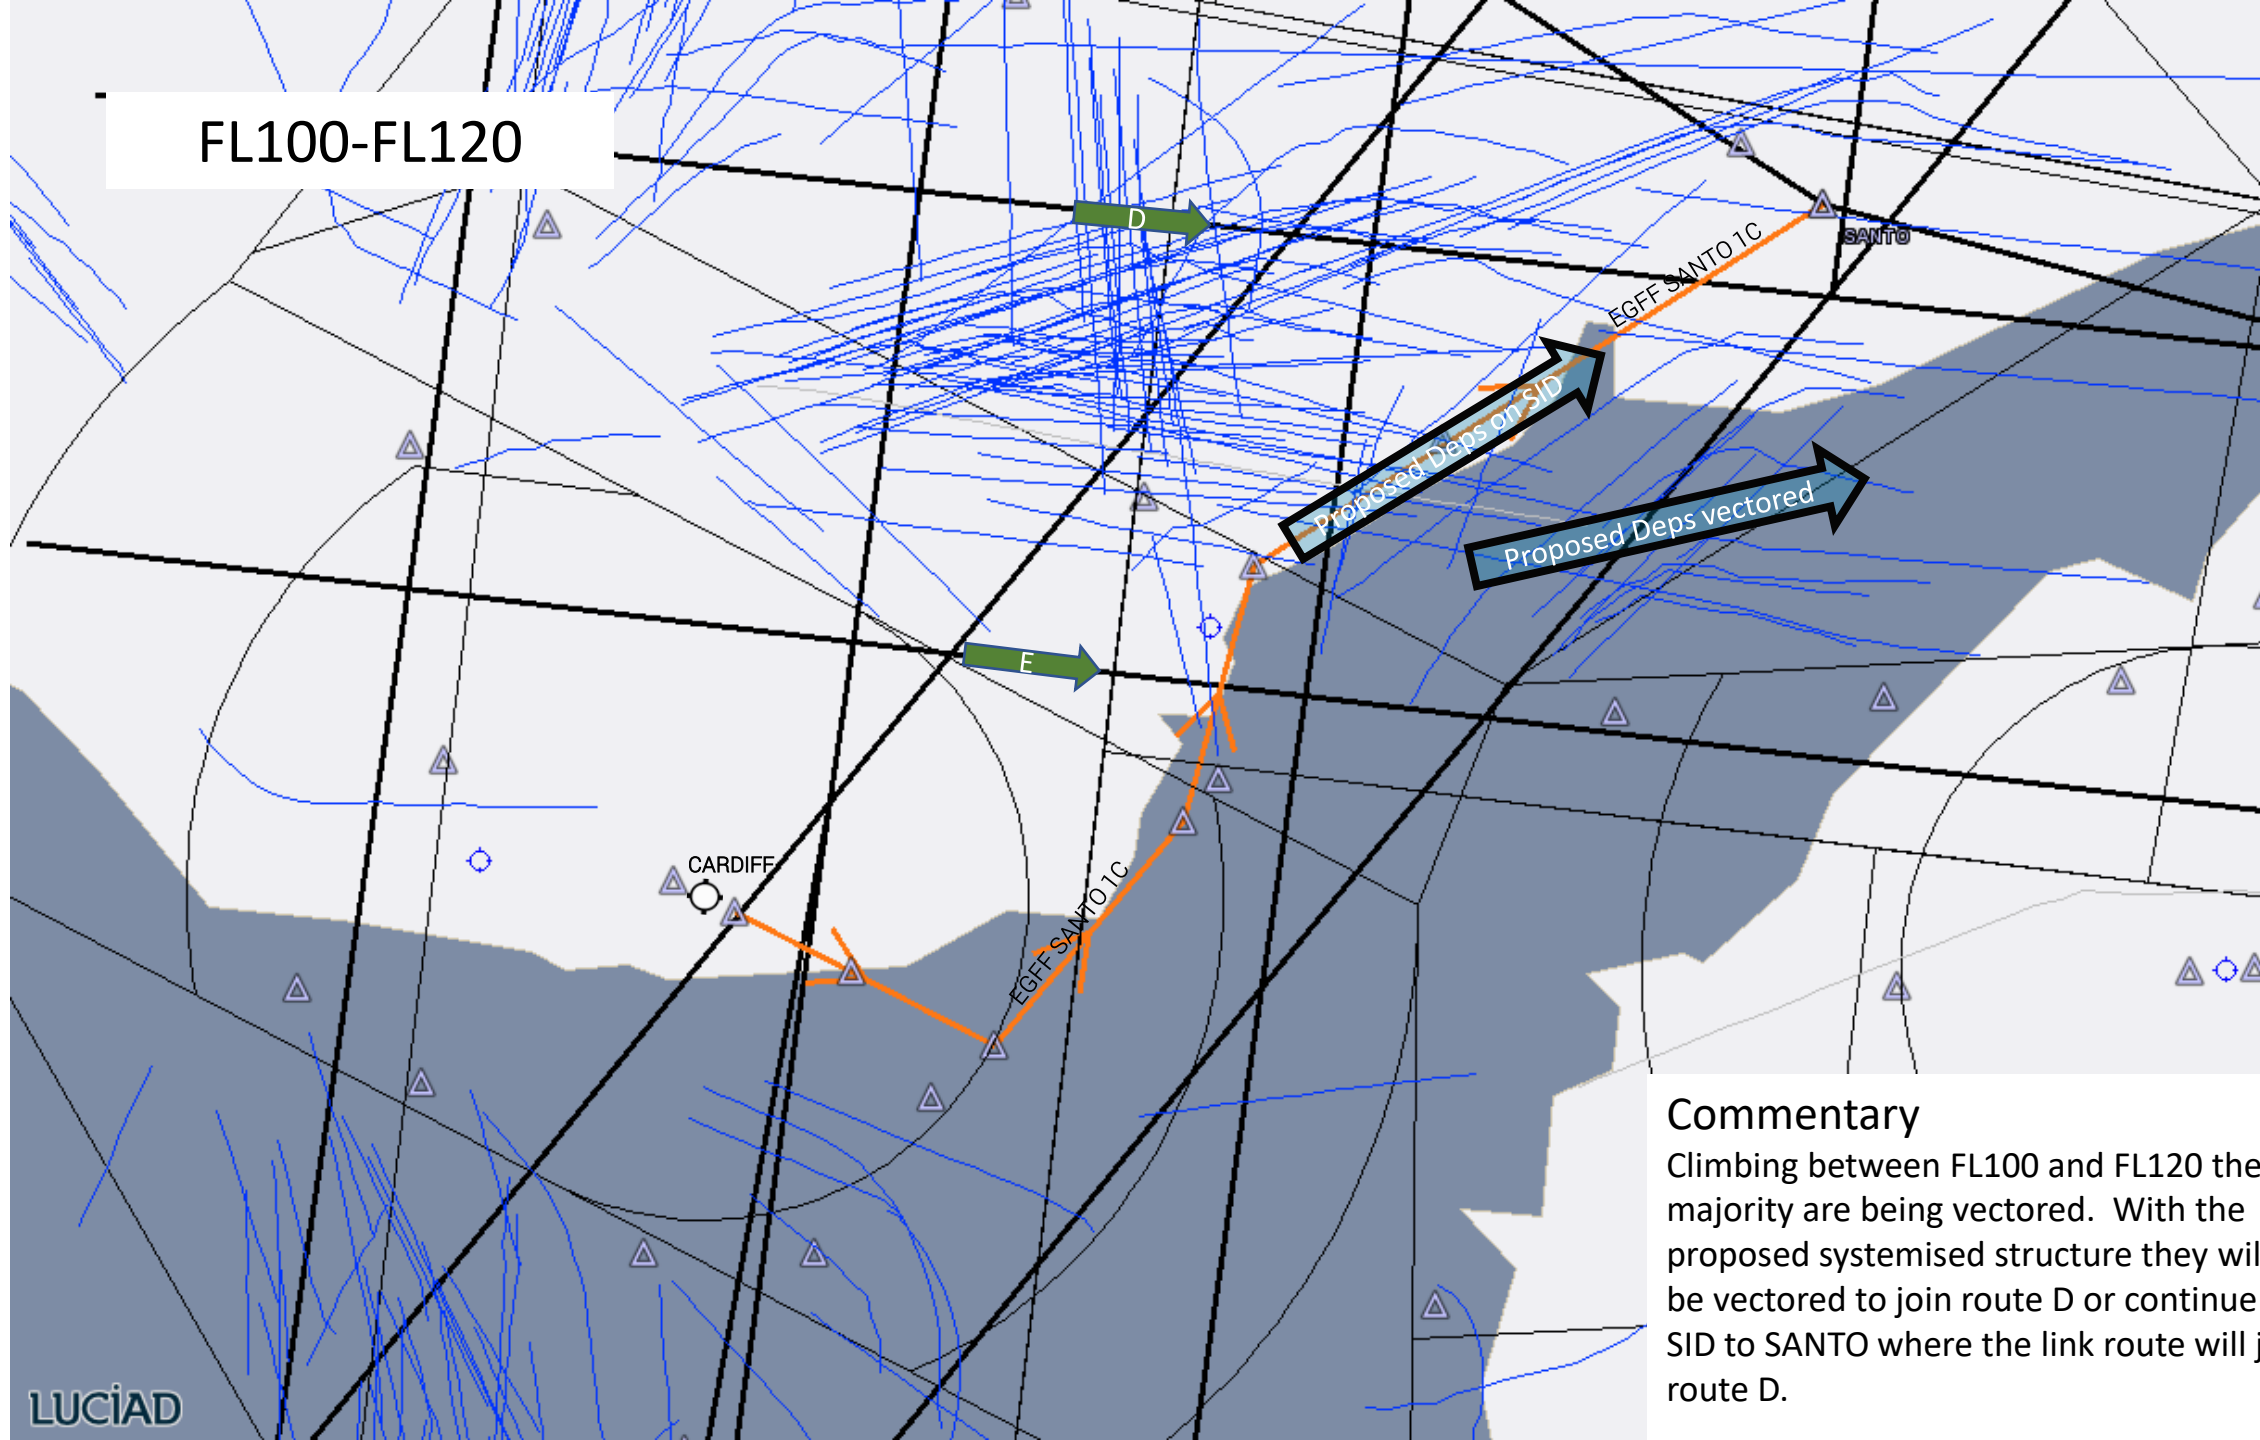 FL100-FL120
D
SANTO
EGFF SANTO 1C
Proposed Deps on SID
Proposed Deps vectored
E
CARDIFF
EGFF SANTO 1C
Commentary
Climbing between FL100 and FL120 the
majority are being vectored.  With the
proposed systemised structure they wil
be vectored to join route D or continue
SID to SANTO where the link route will j
route D.
LUCIAD